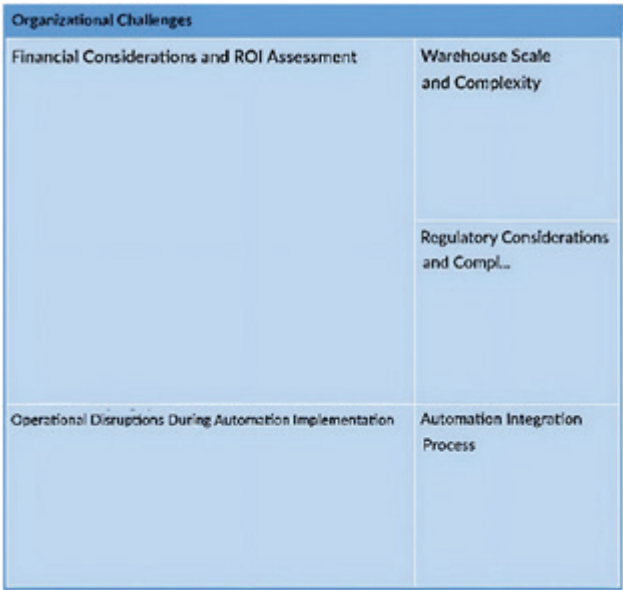 Organizational Challenges
Financial Considerations and ROI Assessment
Warehouse Scale
and Complexity
Regulatory Considerations
and Compl...
Operational Disruptions During Automation Implementation
Automation Integration
Process